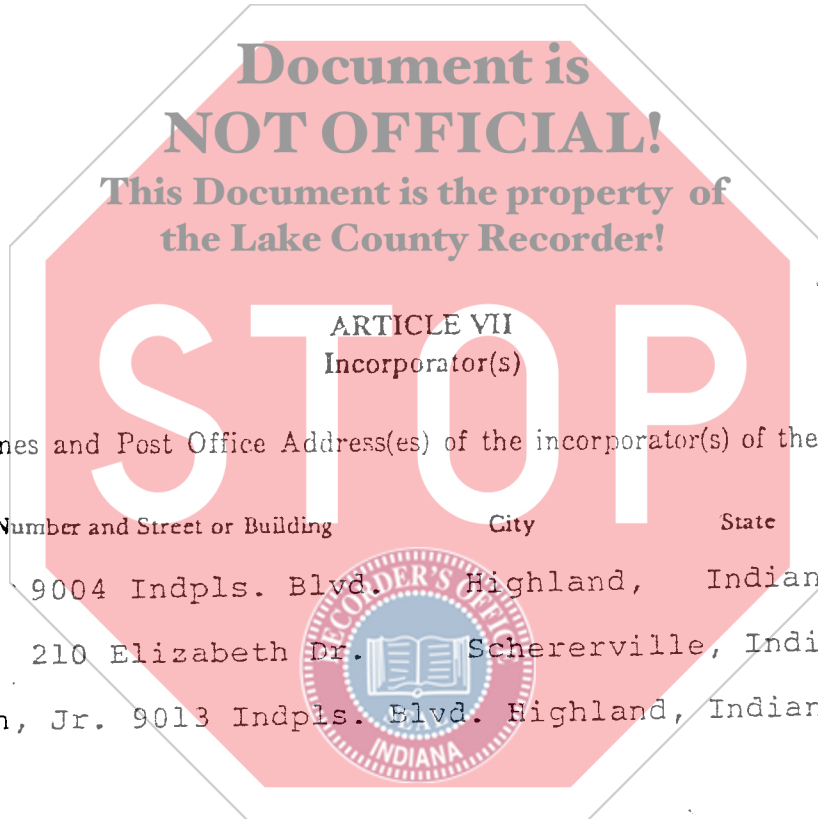 Document is
NOT OFFICIAL!
This Document is the property of
the Lake County Recorder!
STOP
ARTICLE VII
Incorporator(s)
nes and Post Office Address(es) of the incorporator(s) of the
Number and Street or Building City State
9004 Indpls. Blvd. Highland, Indian
210 Elizabeth Dr. Schererville, Indi
n, Jr. 9013 Indpls. Blvd. Highland, Indian
RECORDER'S OFFIC
INDIANA